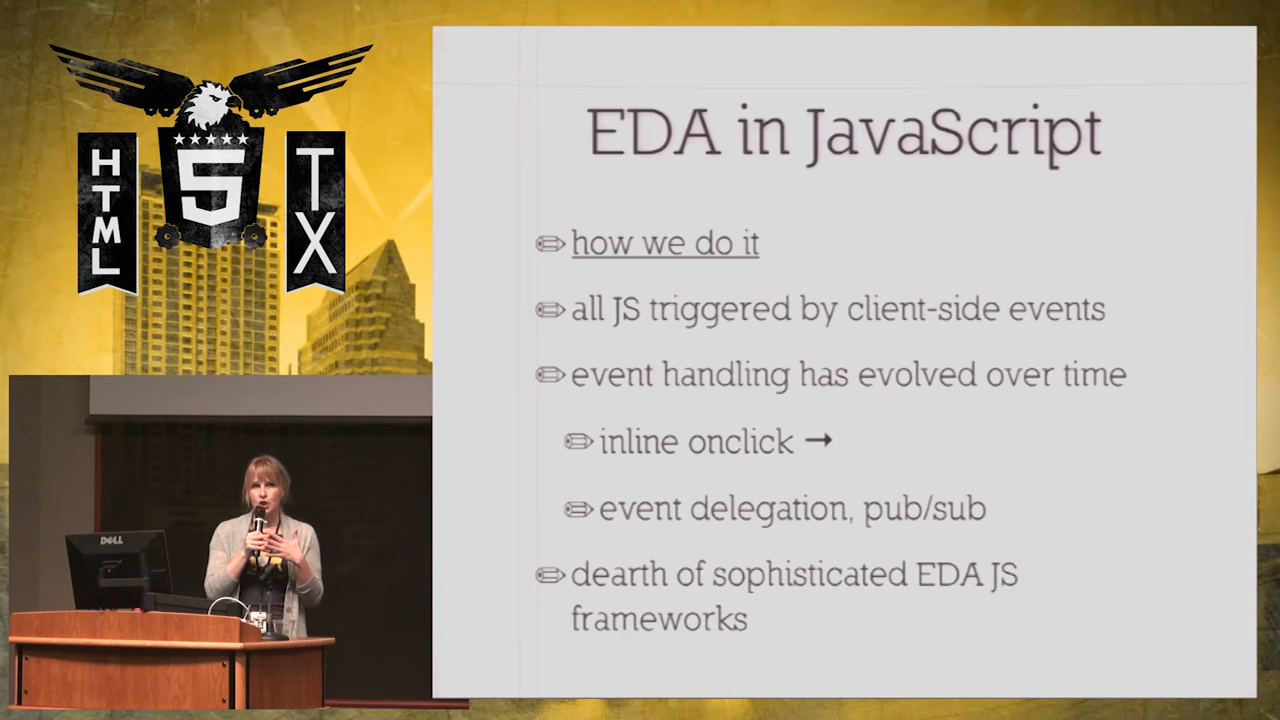 HTML
5
TX
EDA in JavaScript
how we do it
all JS triggered by client-side events
event handling has evolved over time
inline onclick →
event delegation, pub/sub
dearth of sophisticated EDA JS
frameworks
DELL